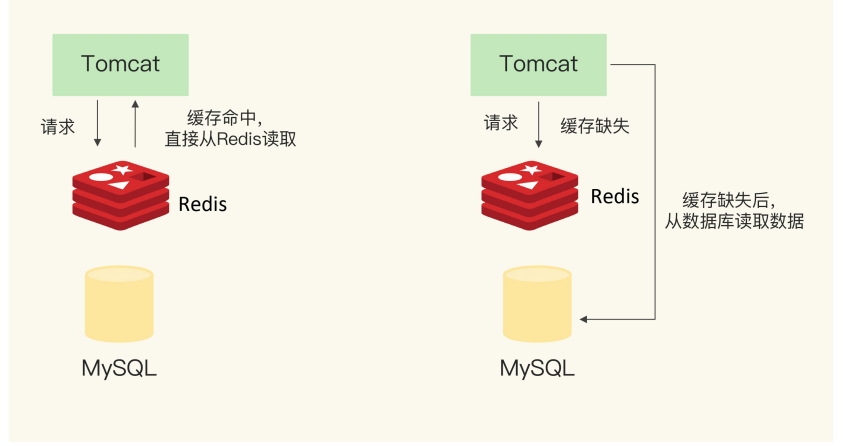 Tomcat
请求
缓存命中，
直接从Redis读取
Redis
MySQL
Tomcat
请求
缓存缺失
Redis
缓存缺失后，
从数据库读取数据
MySQL